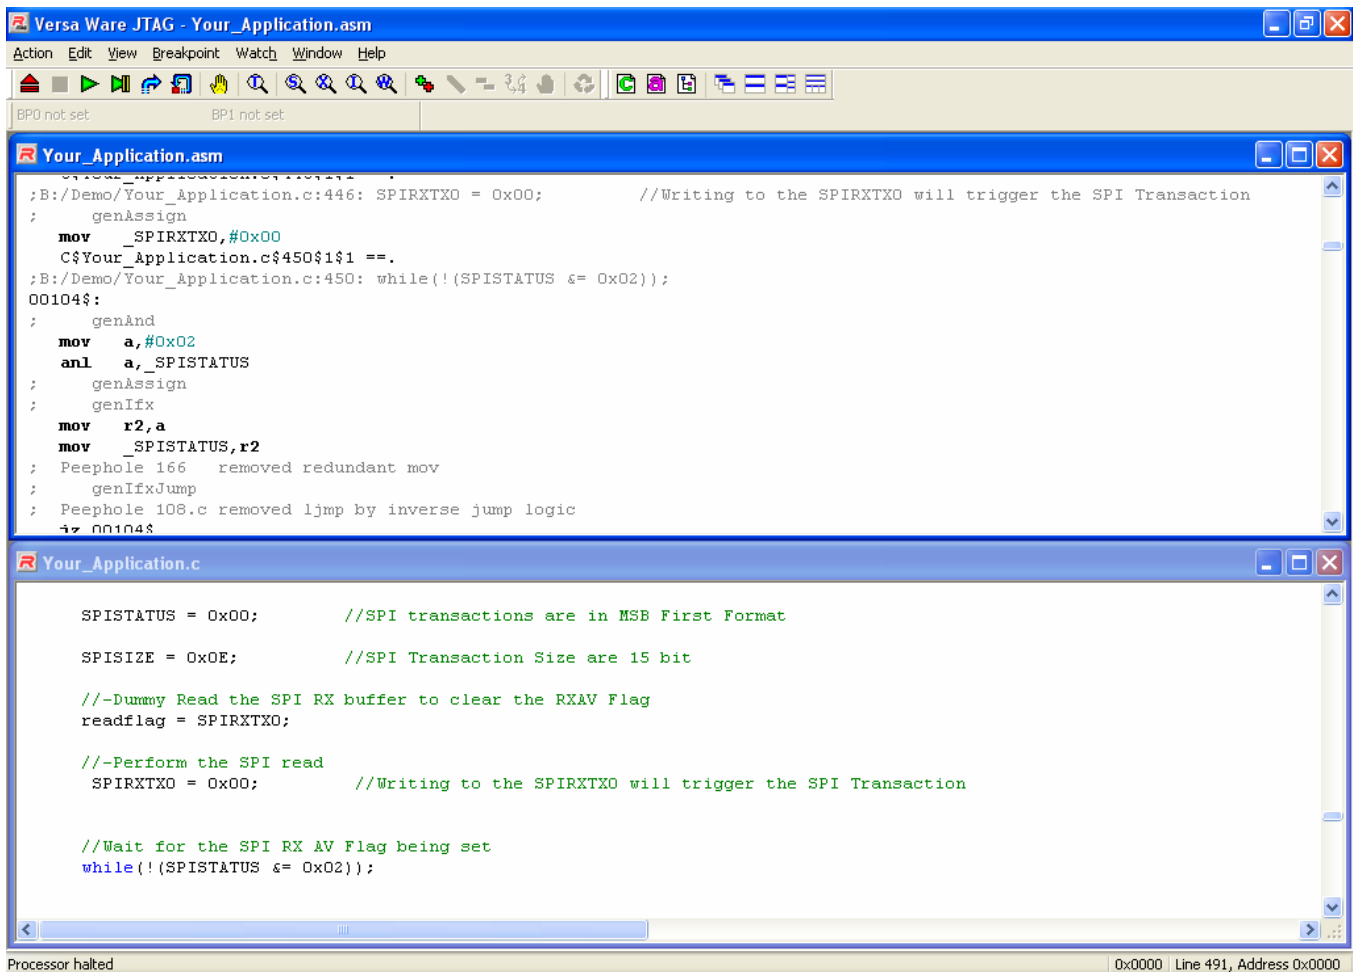 Versa Ware JTAG - Your_Application.asm
Action Edit View Breakpoint Watch Window Help
BP0 not set BP1 not set
Your_Application.asm
;B:/Demo/Your_Application.c:446: SPIRXTX0 = 0x00; //Writing to the SPIRXTX0 will trigger the SPI Transaction
; genAssign
mov _SPIRXTX0,#0x00
C$Your_Application.c$450$1$1 ==.
;B:/Demo/Your_Application.c:450: while(!(SPISTATUS &= 0x02));
00104$:
; genAnd
mov a,#0x02
anl a,_SPISTATUS
; genAssign
; genIfx
mov r2,a
mov _SPISTATUS,r2
; Peephole 166 removed redundant mov
; genIfxJump
; Peephole 108.c removed ljmp by inverse jump logic
jz 00104$
Your_Application.c
SPISTATUS = 0x00; //SPI transactions are in MSB First Format
SPISIZE = 0x0E; //SPI Transaction Size are 15 bit
//-Dummy Read the SPI RX buffer to clear the RXAV Flag
readflag = SPIRXTX0;
//-Perform the SPI read
SPIRXTX0 = 0x00; //Writing to the SPIRXTX0 will trigger the SPI Transaction
//Wait for the SPI RX AV Flag being set
while(!(SPISTATUS &= 0x02));
Processor halted 0x0000 Line 491, Address 0x0000